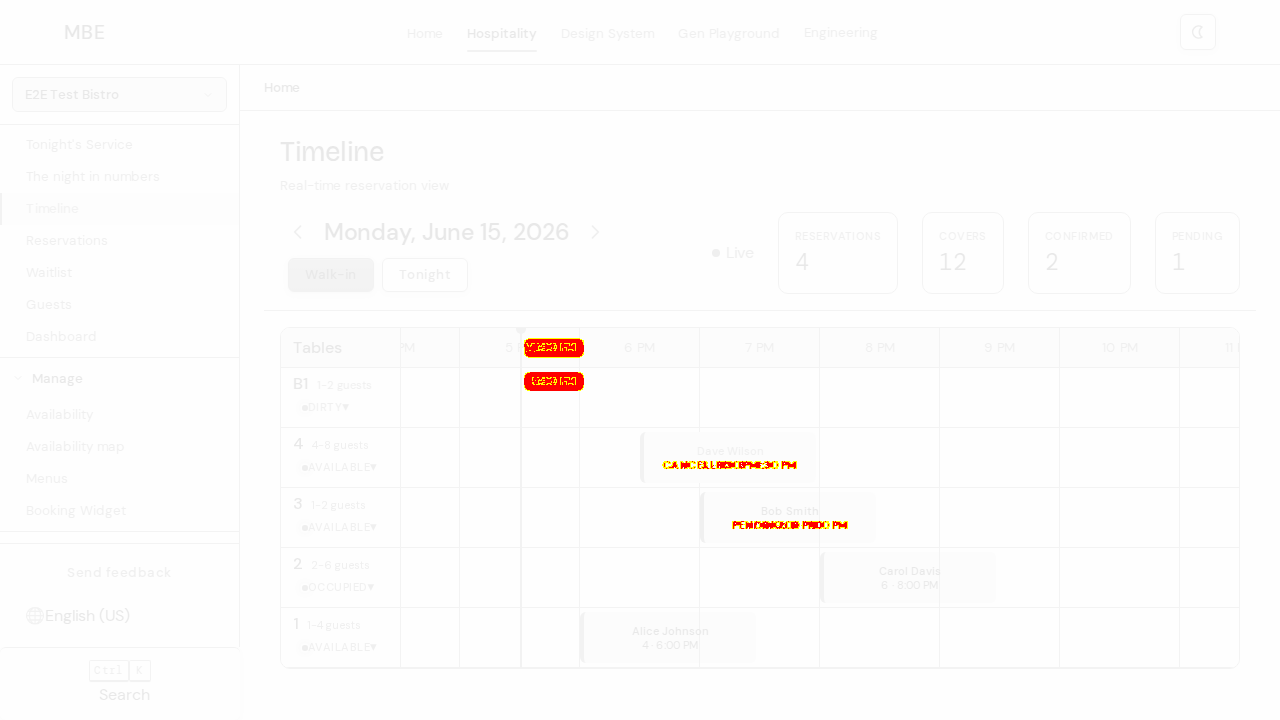 MBE
Home
Hospitality
Design System
Gen Playground
Engineering
E2E Test Bistro
Home
Tonight's Service
The night in numbers
Timeline
Reservations
Waitlist
Guests
Dashboard
Manage
Availability
Availability map
Menus
Booking Widget
Send feedback
English (US)
Ctrl K
Search
Timeline
Real-time reservation view
Monday, June 15, 2026
Walk-in
Tonight
Live
RESERVATIONS
4
COVERS
12
CONFIRMED
2
PENDING
1
Tables
PM
5
6 PM
7 PM
8 PM
9 PM
10 PM
11
B1 1-2 guests
DIRTY▾
4 4-8 guests
AVAILABLE▾
Dave Wilson
3 1-2 guests
AVAILABLE▾
Bob Smith
2 2-6 guests
OCCUPIED▾
Carol Davis
6 · 8:00 PM
1 1-4 guests
AVAILABLE▾
Alice Johnson
4 · 6:00 PM